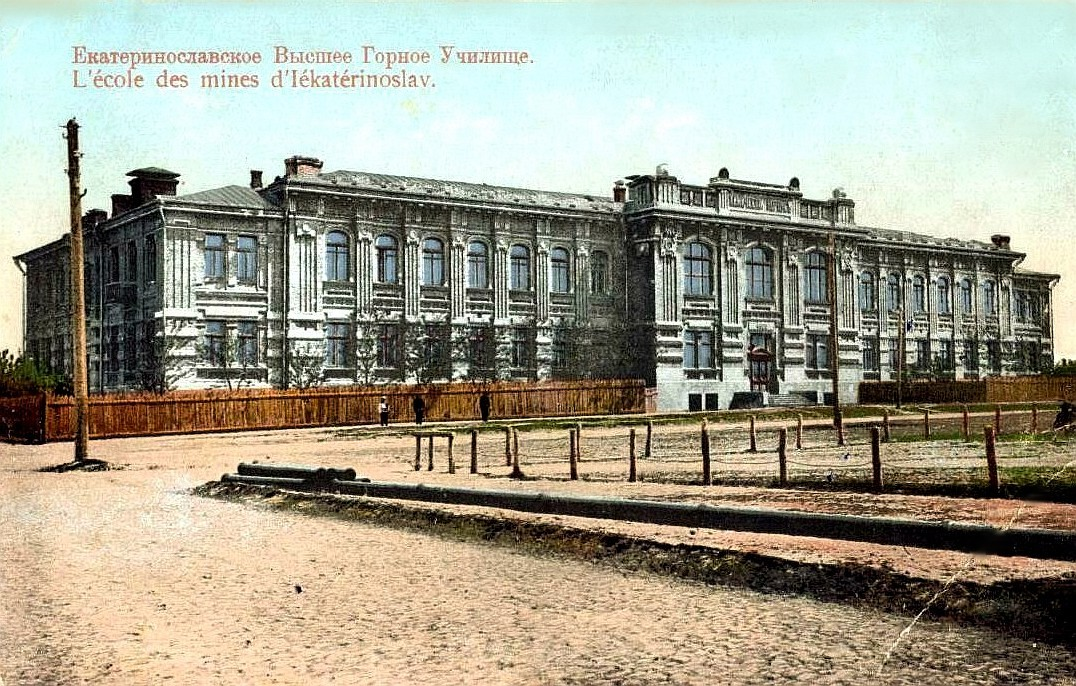 Екатеринославское Высшее Горное Училище.
L'école des mines d'Iékatérinoslav.